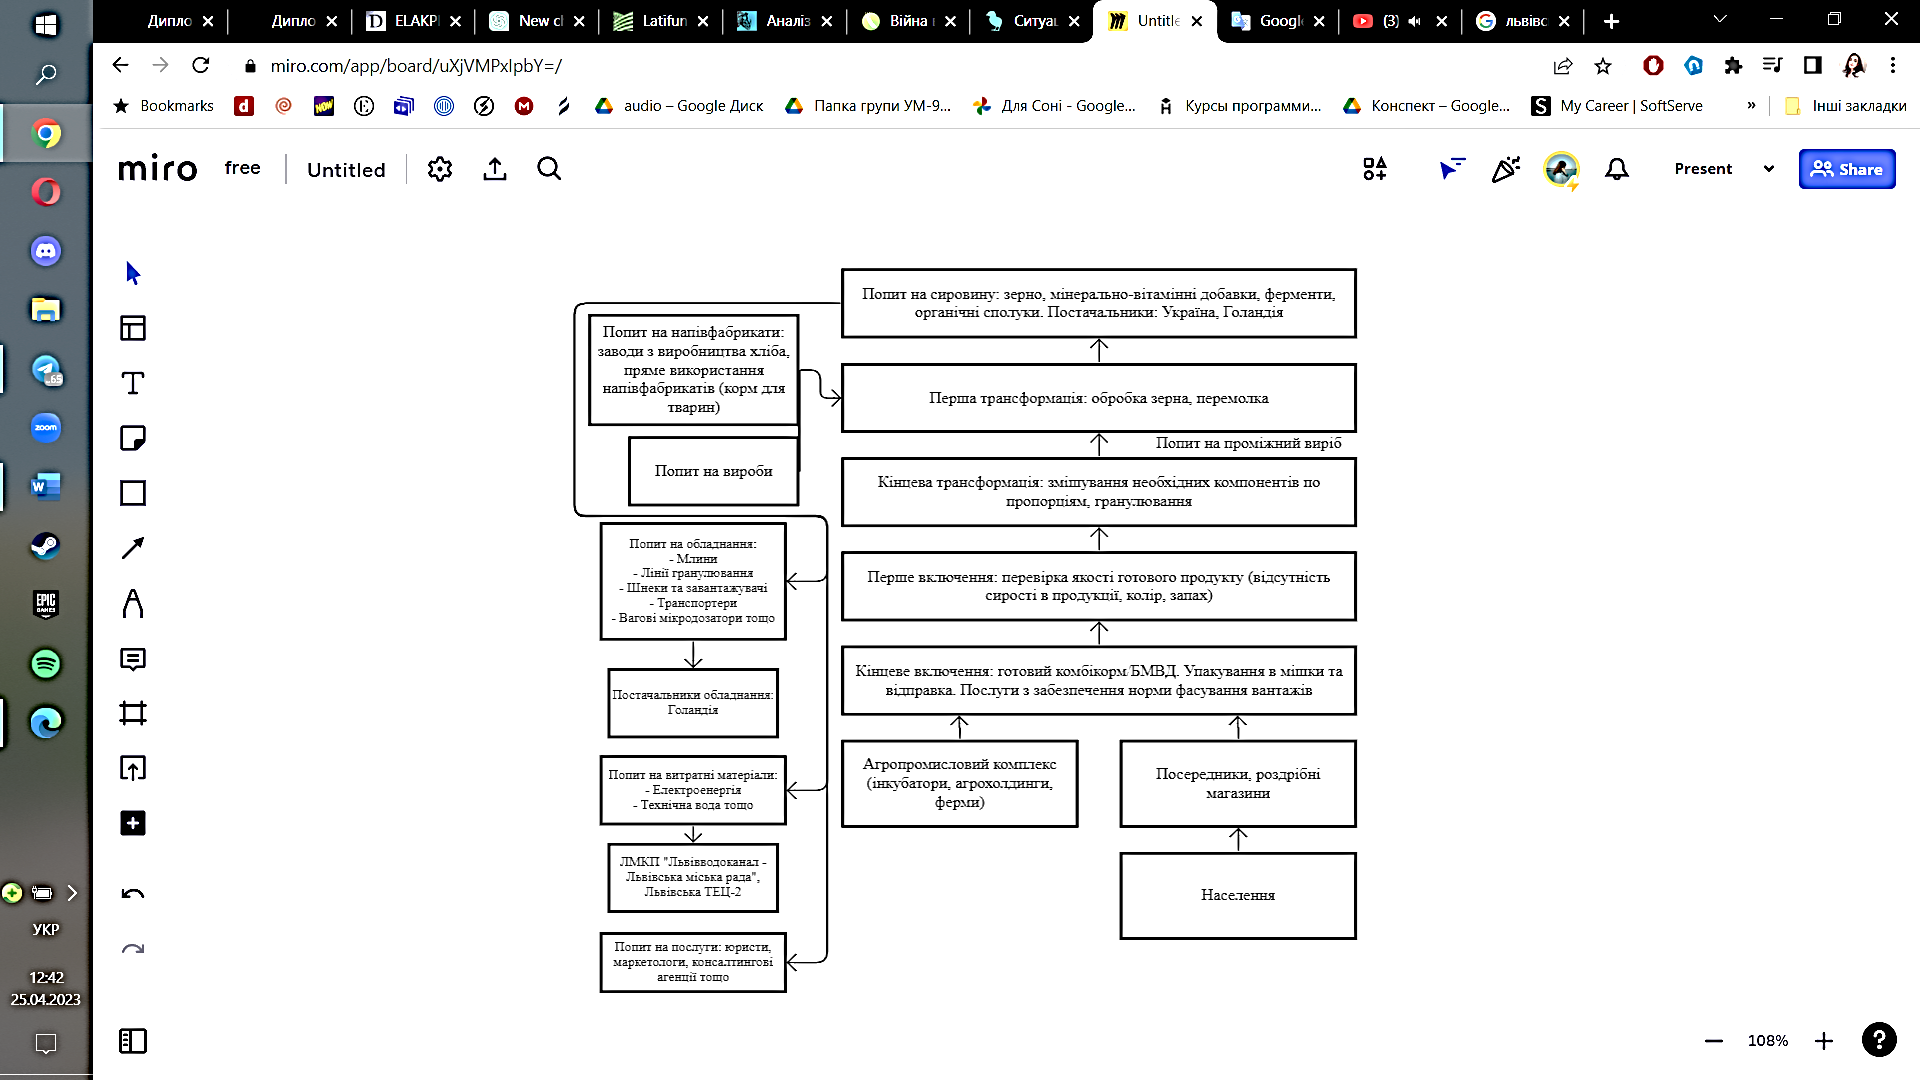 Дипло
Дипло
ELAKP
New cl
Latifun
Аналіз
Війна
Ситуац
Untitle
Google
(3)
львівс
miro.com/app/board/uXjVMPxIpbY=/
Bookmarks
audio – Google Диск
Папка групи УМ-9...
Для Соні - Google...
Курсы программи...
Конспект – Google...
My Career | SoftServe
»
Інші закладки
miro
free
Untitled
Present
Share
Попит на сировину: зерно, мінерально-вітамінні добавки, ферменти,
органічні сполуки. Постачальники: Україна, Голандія
Попит на напівфабрикати:
заводи з виробництва хліба,
пряме використання
напівфабрикатів (корм для
тварин)
Перша трансформація: обробка зерна, перемолка
Попит на проміжний виріб
Попит на вироби
Кінцева трансформація: змішування необхідних компонентів по
пропорціям, гранулювання
Попит на обладнання:
- Млини
- Лінії гранулювання
- Шнеки та завантажувачі
- Транспортери
- Вагові мікродозатори тощо
Перше включення: перевірка якості готового продукту (відсутність
сирості в продукції, колір, запах)
Постачальники обладнання:
Голандія
Кінцеве включення: готовий комбікорм/БМВД. Упакування в мішки та
відправка. Послуги з забезпечення норми фасування вантажів
Попит на витратні матеріали:
- Електроенергія
- Технічна вода тощо
Агропромисловий комплекс
(інкубатори, агрохолдинги,
ферми)
Посередники, роздрібні
магазини
ЛМКП "Львівводоканал -
Львівська міська рада",
Львівська ТЕЦ-2
Населення
Попит на послуги: юристи,
маркетологи, консалтингові
агенції тощо
108%
zoom
EPIC
GAMES
УКР
12:42
25.04.2023